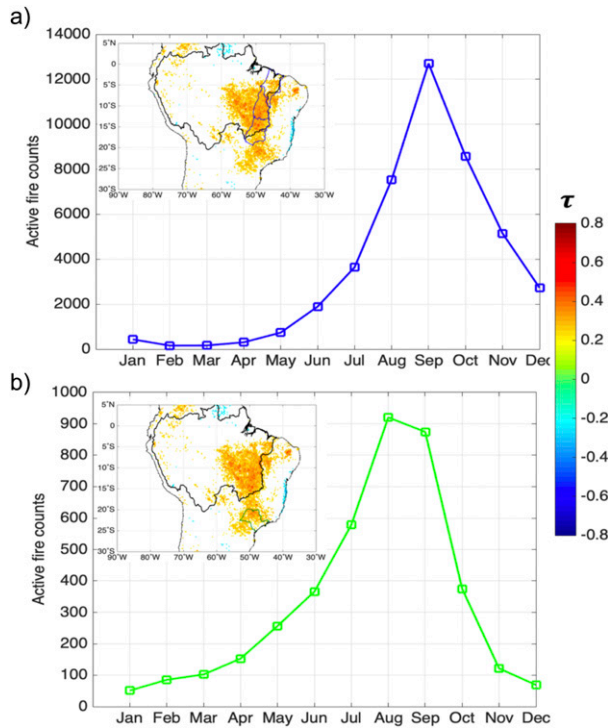 a)
14000
12000
10000
8000
6000
4000
2000
0
Active fire counts
5°N
0
5°S
10°S
15°S
20°S
25°S
30°S
90°W 80°W 70°W 60°W 50°W 40°W 30°W
Jan Feb Mar Apr May Jun Jul Aug Sep Oct Nov Dec
τ
0.8
0.6
0.4
0.2
0
-0.2
-0.4
-0.6
-0.8
b)
1000
900
800
700
600
500
400
300
200
100
0
Active fire counts
5°N
0
5°S
10°S
15°S
20°S
25°S
30°S
90°W 80°W 70°W 60°W 50°W 40°W 30°W
Jan Feb Mar Apr May Jun Jul Aug Sep Oct Nov Dec